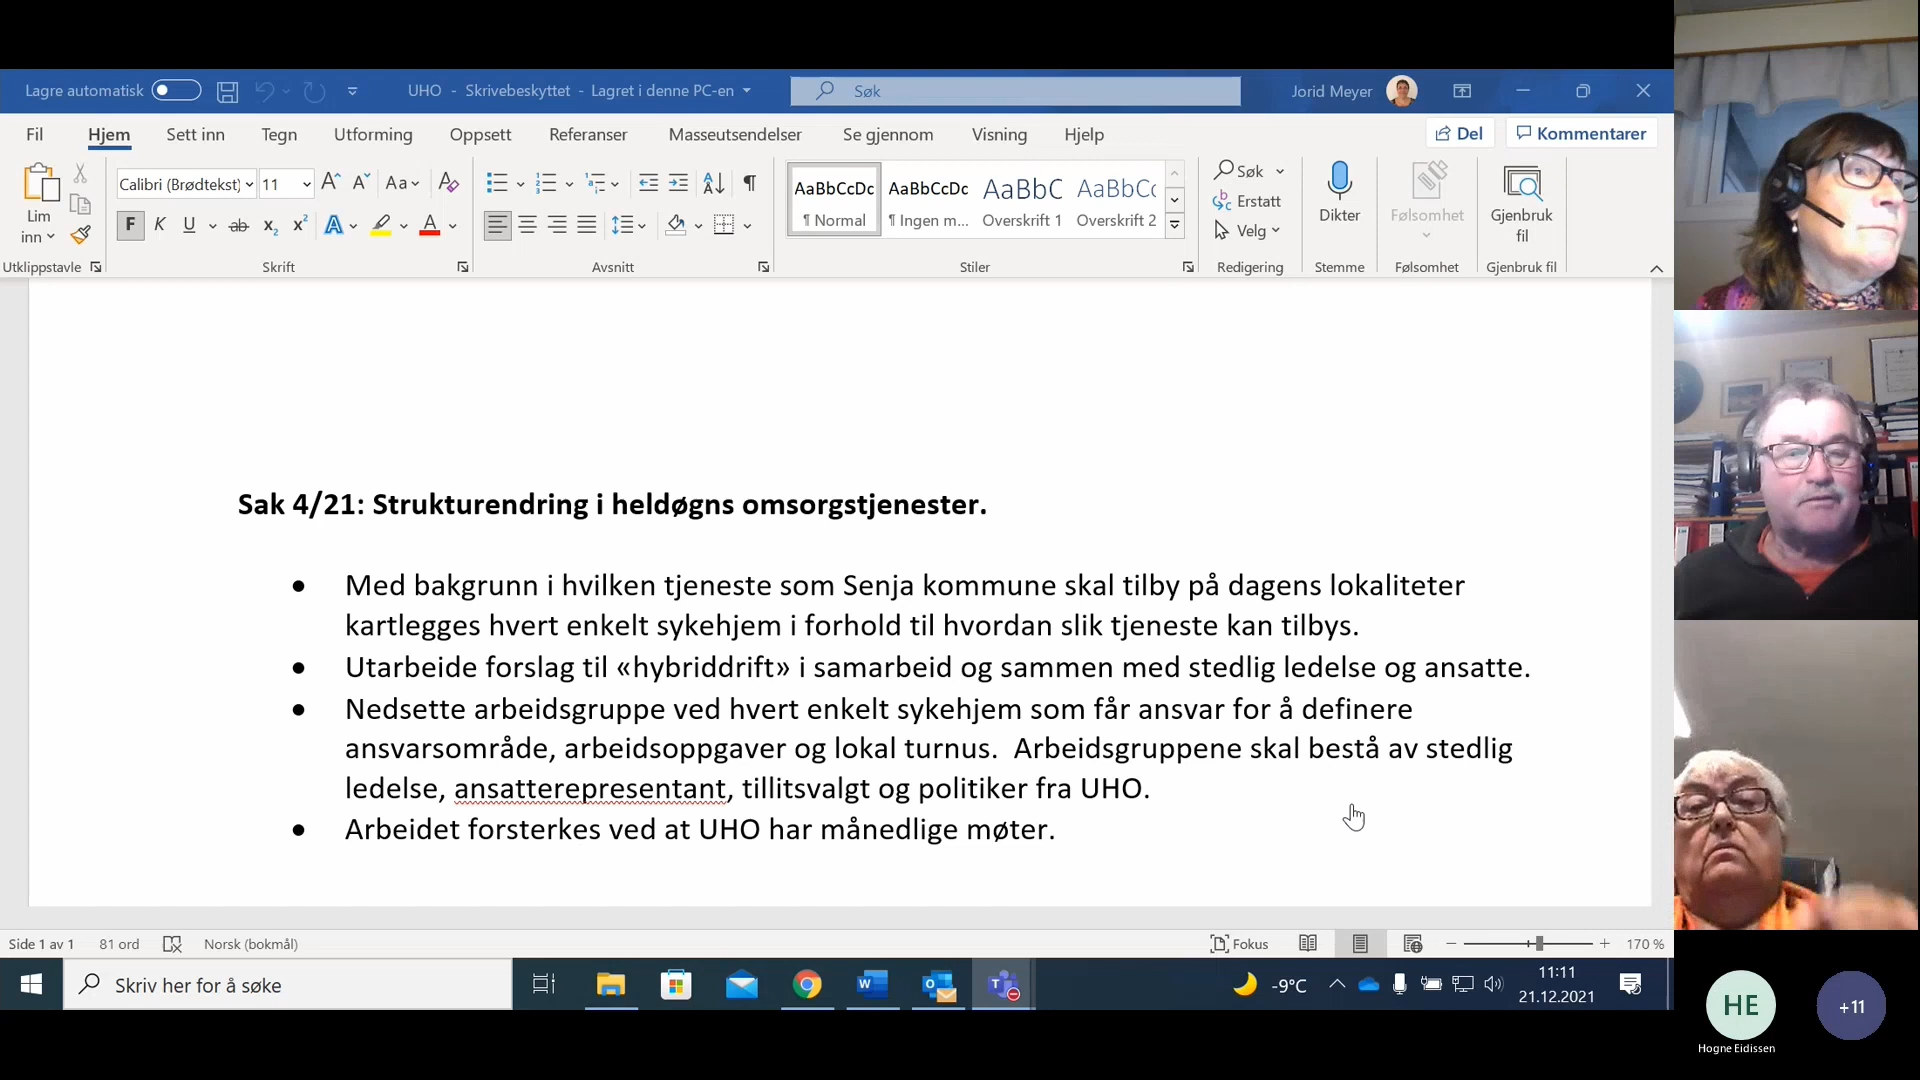 Lagre automatisk
UHO - Skrivebeskyttet - Lagret i denne PC-en
Søk
Jorid Meyer
Fil Hjem Sett inn Tegn Utforming Oppsett Referanser Masseutsendelser Se gjennom Visning Hjelp
Del
Kommentarer
Lim
inn
Calibri (Brødtekst) 11
Aa
F K U ab x₂ x² A A
AaBbCcDc AaBbCcDc AaBbC AaBbCc
¶ Normal ¶ Ingen m... Overskrift 1 Overskrift 2
Søk
Erstatt
Velg
Dikter
Følsomhet
Gjenbruk
fil
Utklippstavle Skrift Avsnitt Stiler Redigering Stemme Følsomhet Gjenbruk fil
Sak 4/21: Strukturendring i heldøgns omsorgstjenester.
• Med bakgrunn i hvilken tjeneste som Senja kommune skal tilby på dagens lokaliteter
kartlegges hvert enkelt sykehjem i forhold til hvordan slik tjeneste kan tilbys.
• Utarbeide forslag til «hybriddrift» i samarbeid og sammen med stedlig ledelse og ansatte.
• Nedsette arbeidsgruppe ved hvert enkelt sykehjem som får ansvar for å definere
ansvarsområde, arbeidsoppgaver og lokal turnus. Arbeidsgruppene skal bestå av stedlig
ledelse, ansatterepresentant, tillitsvalgt og politiker fra UHO.
• Arbeidet forsterkes ved at UHO har månedlige møter.
Side 1 av 1 81 ord Norsk (bokmål)
Fokus
170 %
Skriv her for å søke
-9°C
11:11
21.12.2021
HE
Hogne Eidissen
+11